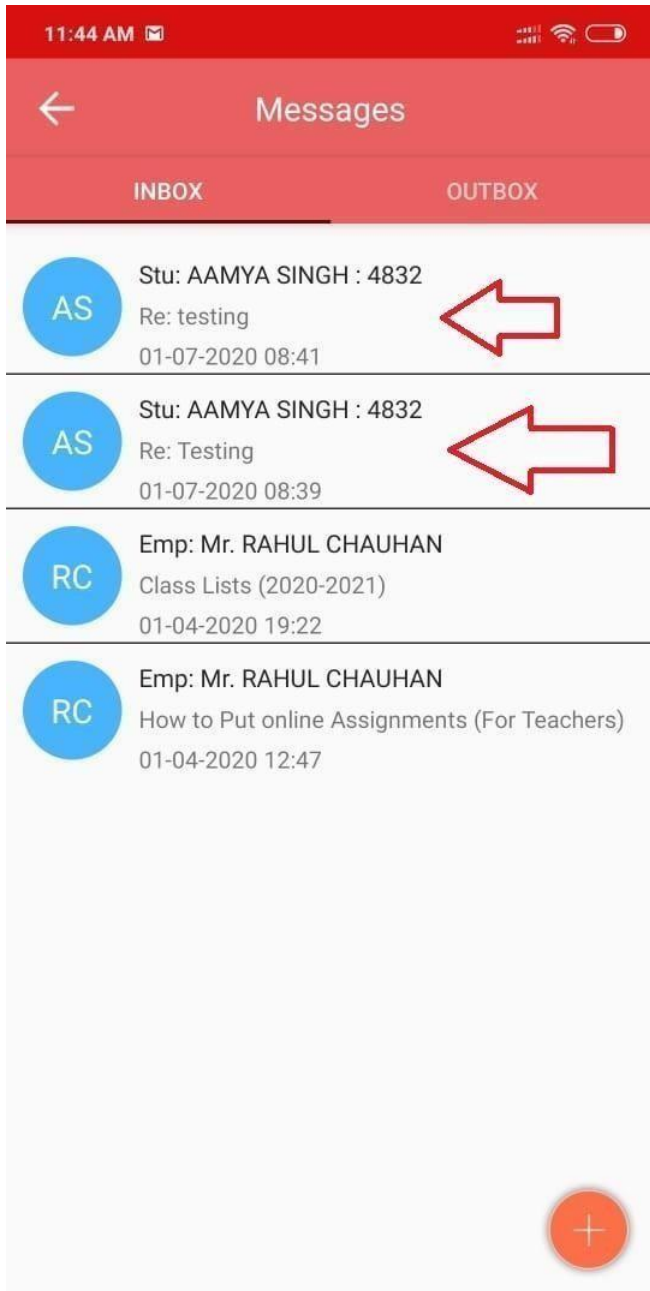 11:44 AM
Messages
INBOX OUTBOX
AS
Stu: AAMYA SINGH : 4832
Re: testing
01-07-2020 08:41
AS
Stu: AAMYA SINGH : 4832
Re: Testing
01-07-2020 08:39
RC
Emp: Mr. RAHUL CHAUHAN
Class Lists (2020-2021)
01-04-2020 19:22
RC
Emp: Mr. RAHUL CHAUHAN
How to Put online Assignments (For Teachers)
01-04-2020 12:47